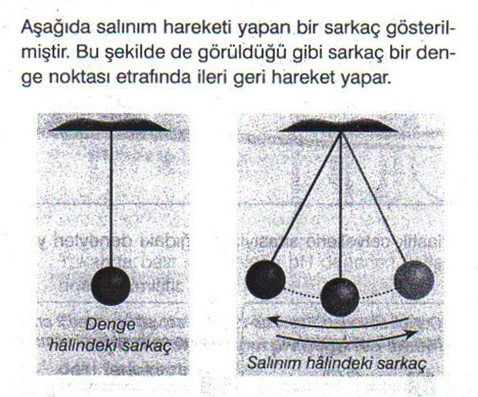 Aşağıda salınım hareketi yapan bir sarkaç gösteril-
miştir. Bu şekilde de görüldüğü gibi sarkaç bir den-
ge noktası etrafında ileri geri hareket yapar.
Denge
hâlindeki sarkaç
Salınım hâlindeki sarkaç